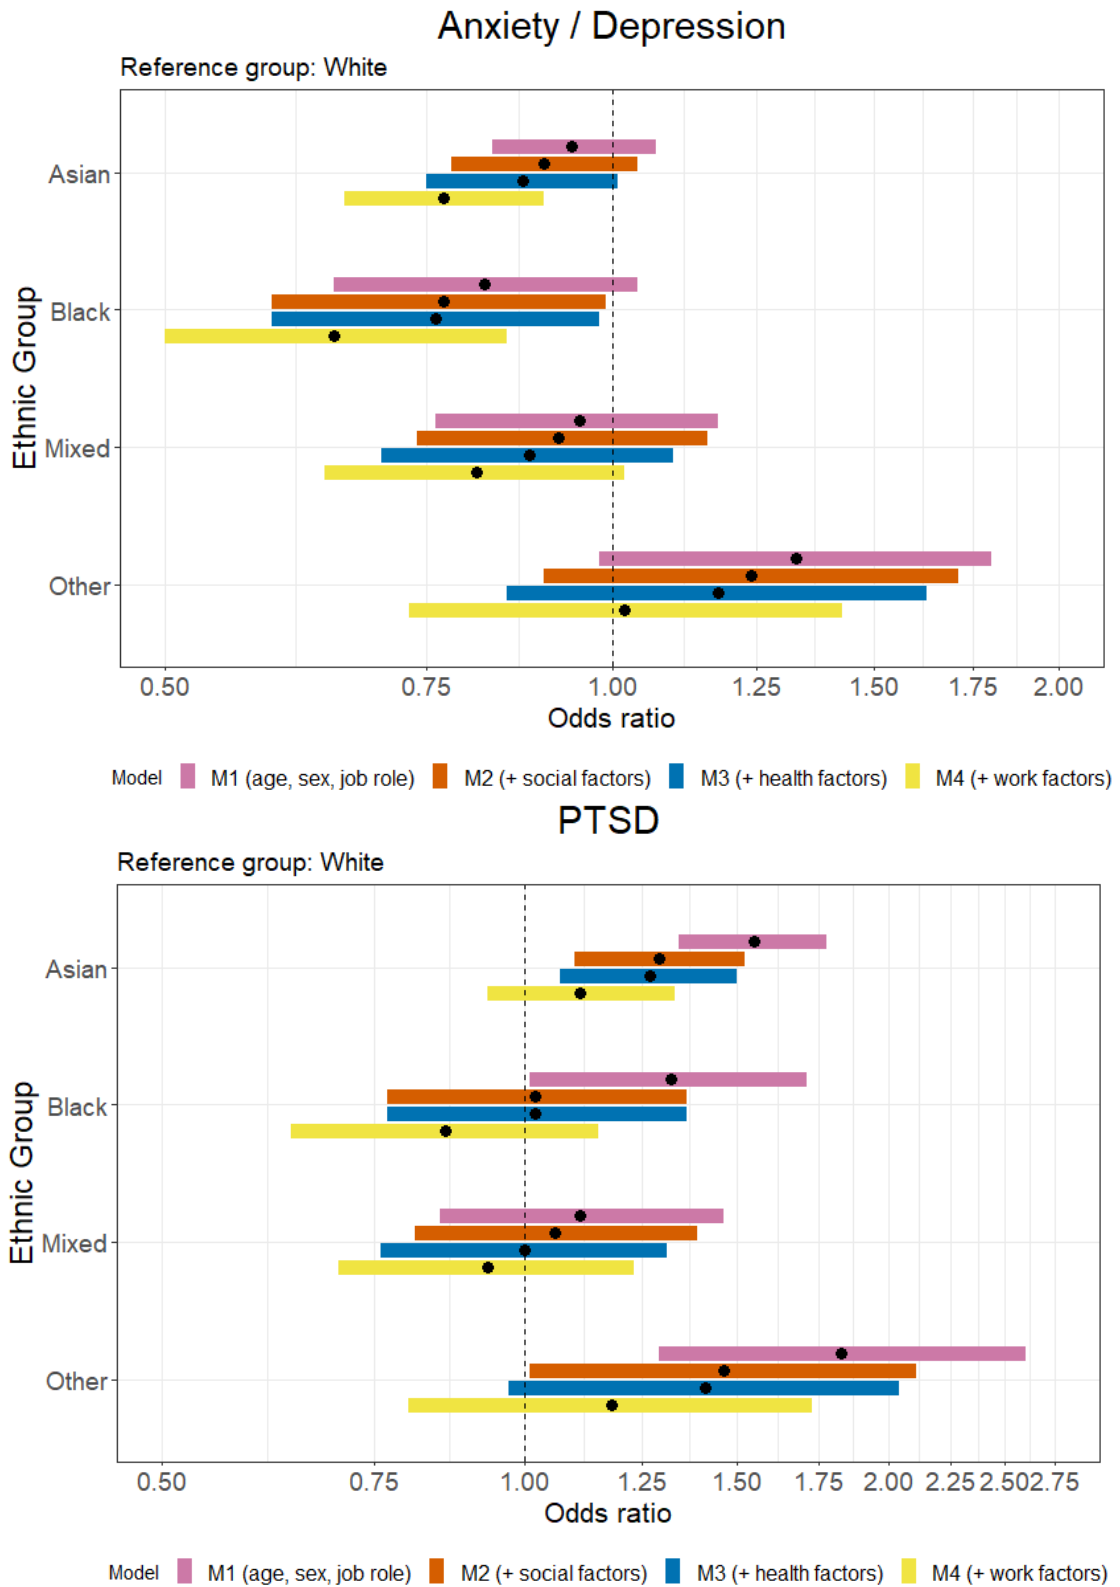 Anxiety / Depression
Reference group: White
Ethnic Group
Asian
Black
Mixed
Other
0.50 0.75 1.00 1.25 1.50 1.75 2.00
Odds ratio
Model M1 (age, sex, job role) M2 (+ social factors) M3 (+ health factors) M4 (+ work factors)
PTSD
Reference group: White
Ethnic Group
Asian
Black
Mixed
Other
0.50 0.75 1.00 1.25 1.50 1.75 2.00 2.25 2.50 2.75
Odds ratio
Model M1 (age, sex, job role) M2 (+ social factors) M3 (+ health factors) M4 (+ work factors)